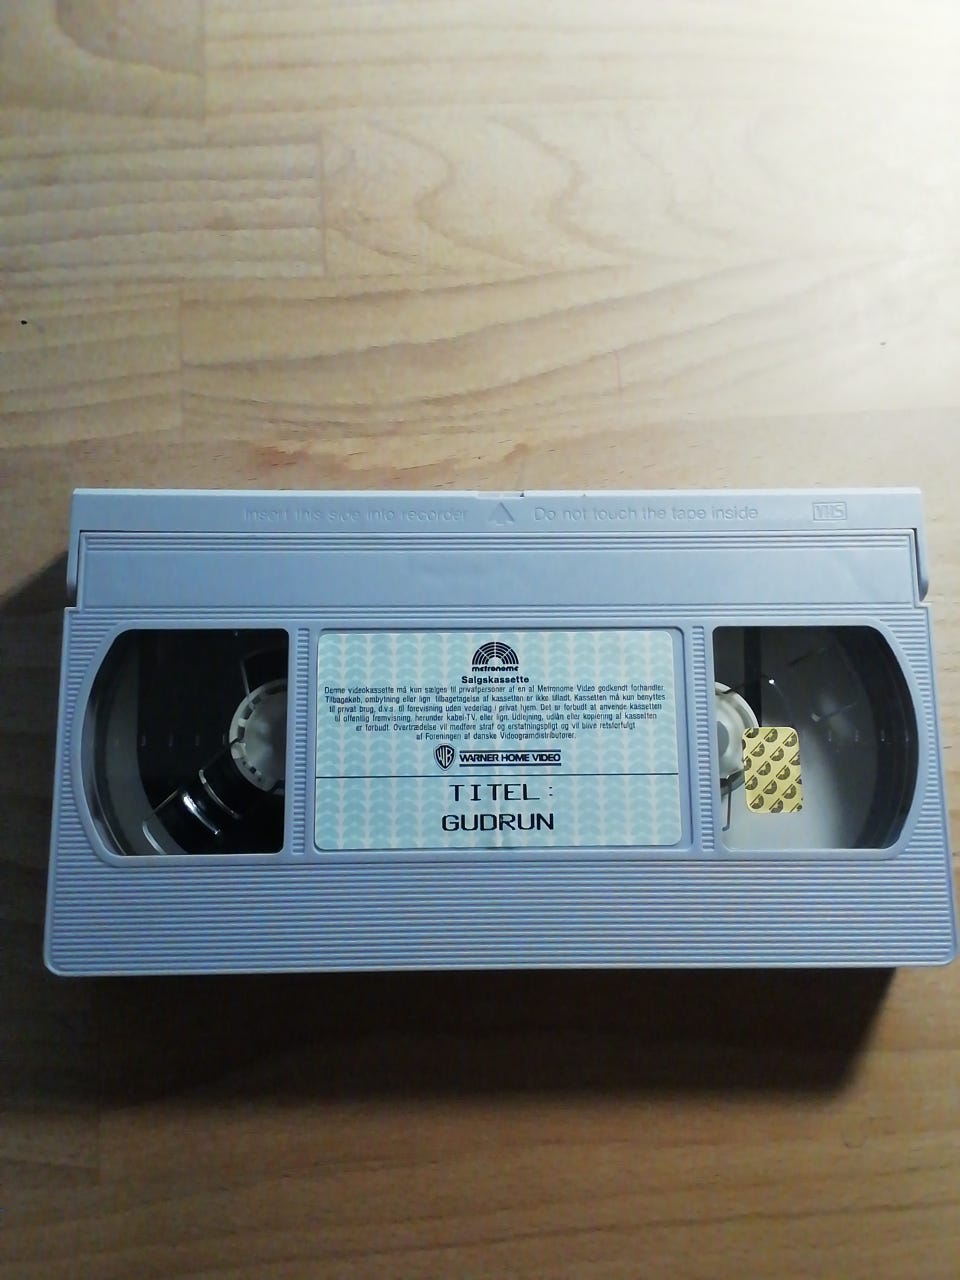 Insert this side into recorder Do not touch the tape inside VHS
metronome
Salgskassette
Denne videokassette må kun sælges til privatpersoner af en af Metronome Video godkendt forhandler.
Tilbagekøb, ombytning eller lign. tilbagetagelse af kassetten er ikke tilladt. Kassetten må kun benyttes
til privat brug, d.v.s. til forevisning uden vederlag i privat hjem. Det er forbudt at anvende kassetten
til offentlig fremvisning, herunder kabel-TV, eller lign. Udlejning, udlån eller kopiering af kassetten
er forbudt. Overtrædelse vil medføre straf og erstatningspligt og vil blive retsforfulgt
af Foreningen af danske Videogramdistributører.
WB WARNER HOME VIDEO
TITEL:
GUDRUN